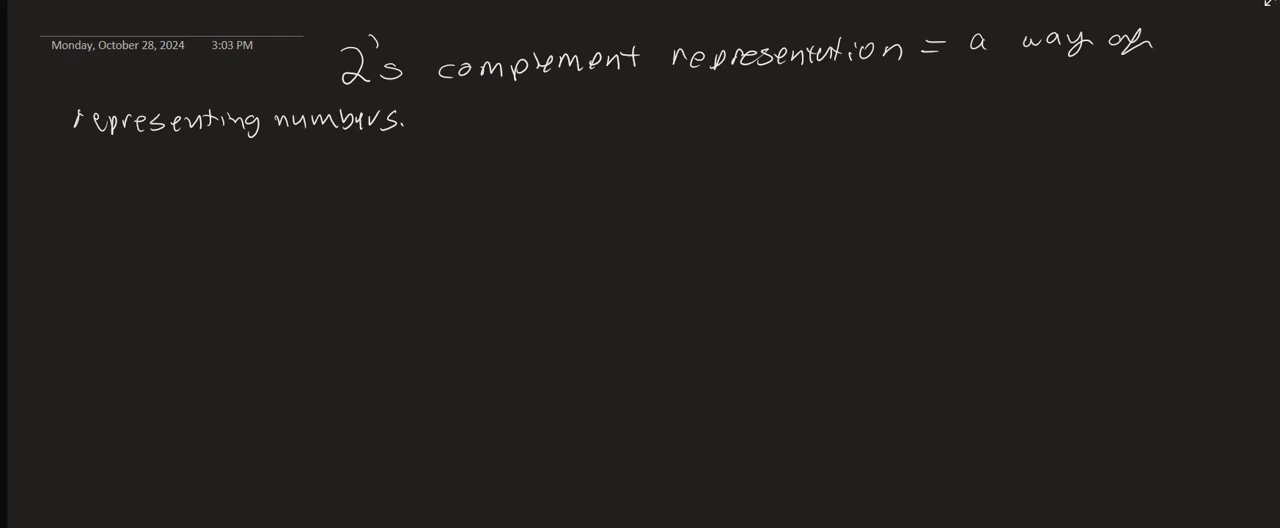 Monday, October 28, 2024 3:03 PM
2's complement representation = a way of
representing numbers.